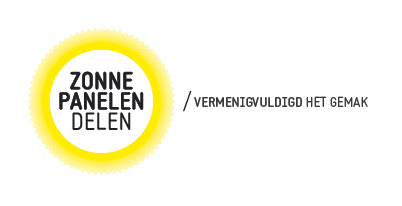 ZONNE
PANELEN
DELEN
/ VERMENIGVULDIGD HET GEMAK